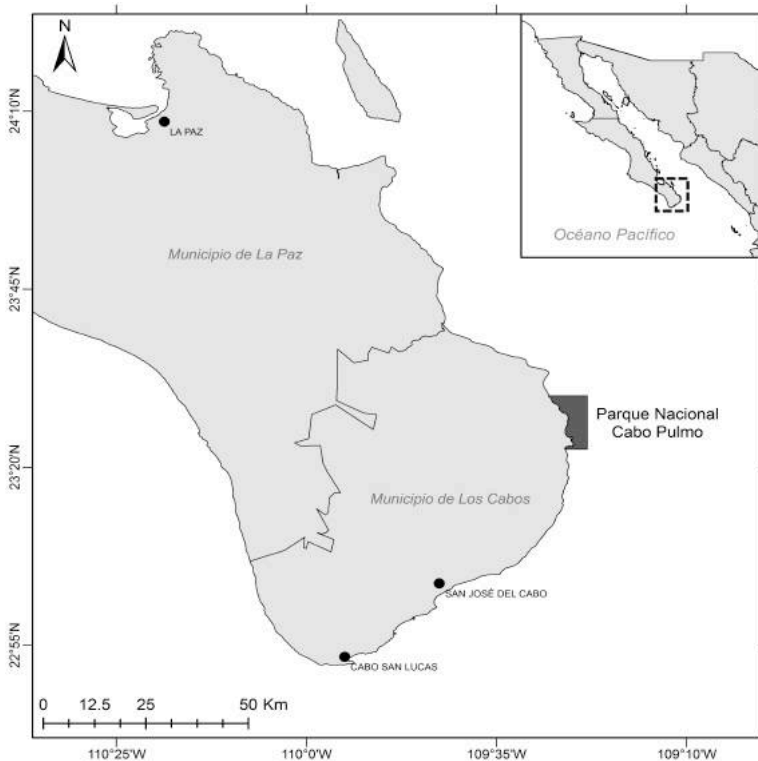 N
24°10'N
LA PAZ
Municipio de La Paz
Océano Pacífico
23°45'N
Parque Nacional
Cabo Pulmo
23°20'N
Municipio de Los Cabos
SAN JOSÉ DEL CABO
22°55'N
CABO SAN LUCAS
0 12.5 25 50 Km
110°25'W 110°0'W 109°35'W 109°10'W